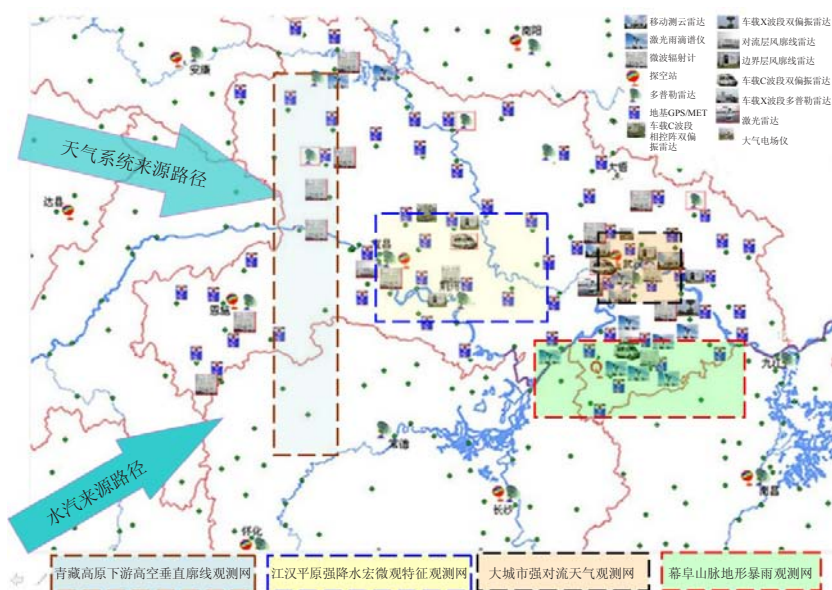 南阳
安康
移动测云雷达
激光雨滴谱仪
微波辐射计
探空站
多普勒雷达
地基GPS/MET
车载C波段
相控阵双偏
振雷达
车载X波段双偏振雷达
对流层风廓线雷达
边界层风廓线雷达
车载C波段双偏振雷达
车载X波段多普勒雷达
激光雷达
大气电场仪
天气系统来源路径
达县
恩施
九江
水汽来源路径
长沙
南昌
怀化
青藏高原下游高空垂直廓线观测网
江汉平原强降水宏微观特征观测网
大城市强对流天气观测网
幕阜山脉地形暴雨观测网